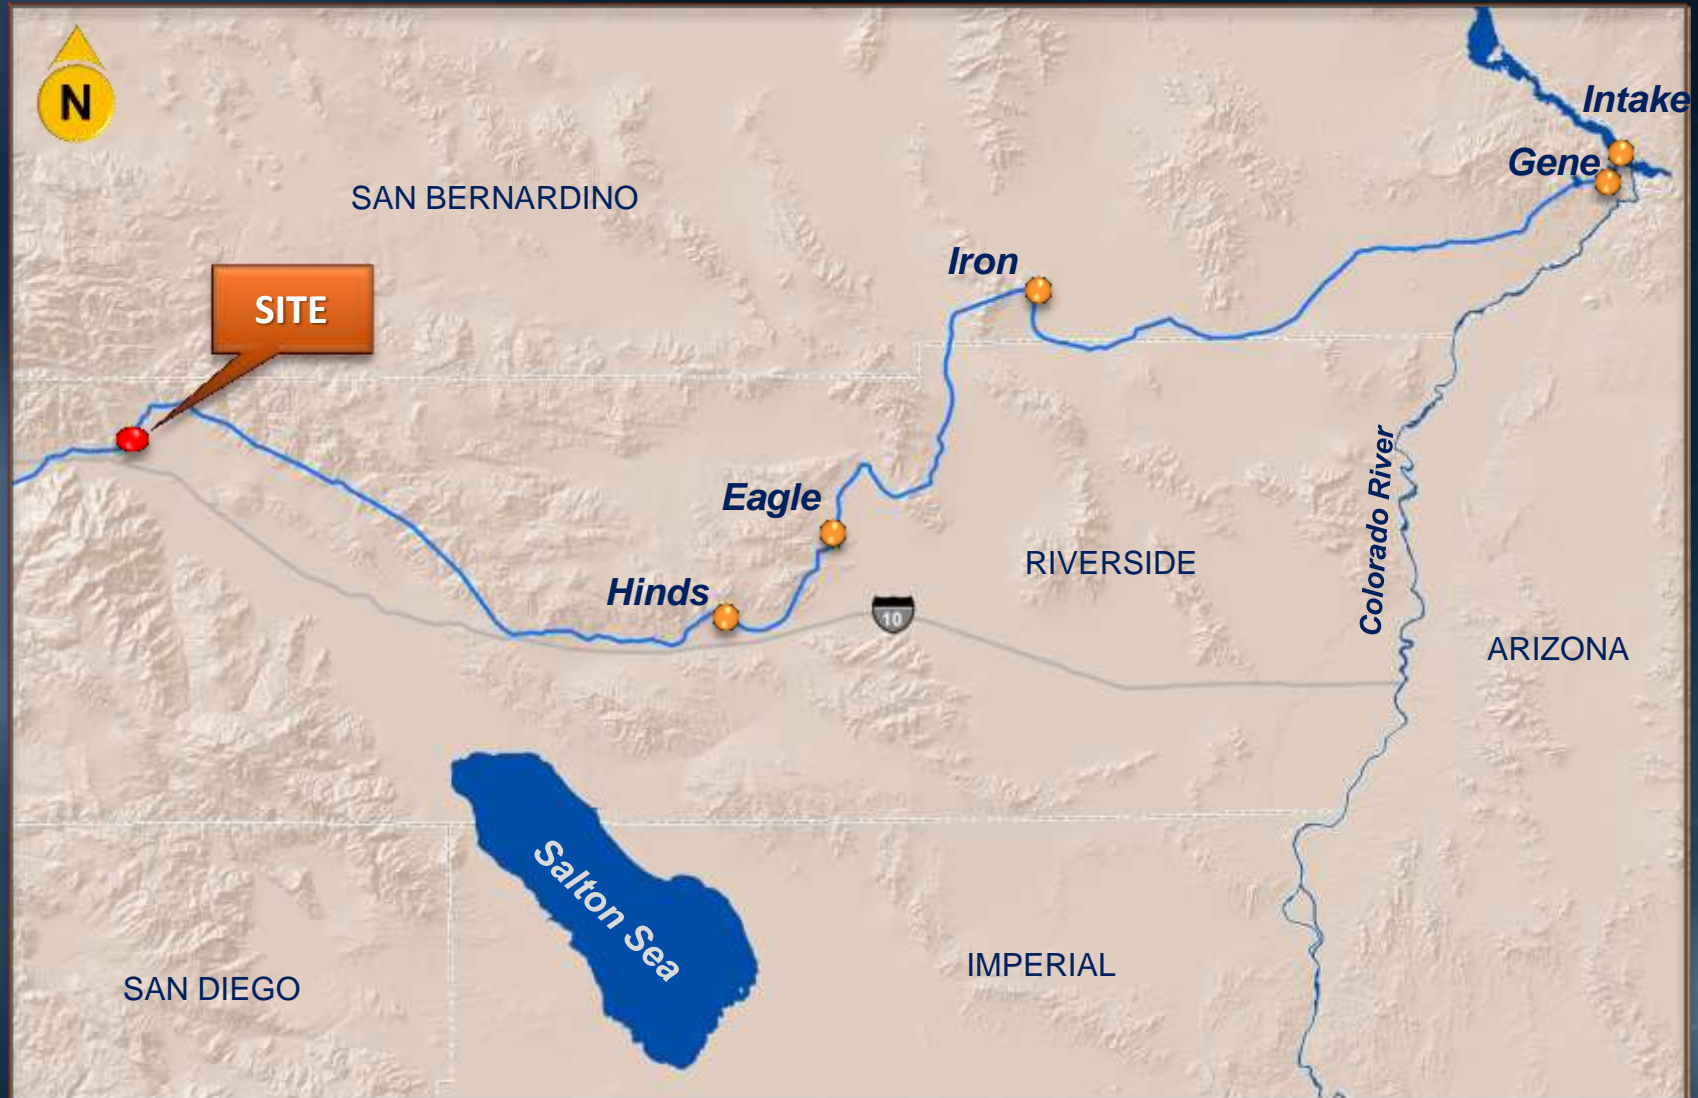 N
Intake
Gene
SAN BERNARDINO
Iron
SITE
Eagle
Colorado River
RIVERSIDE
Hinds
10
ARIZONA
Salton Sea
IMPERIAL
SAN DIEGO